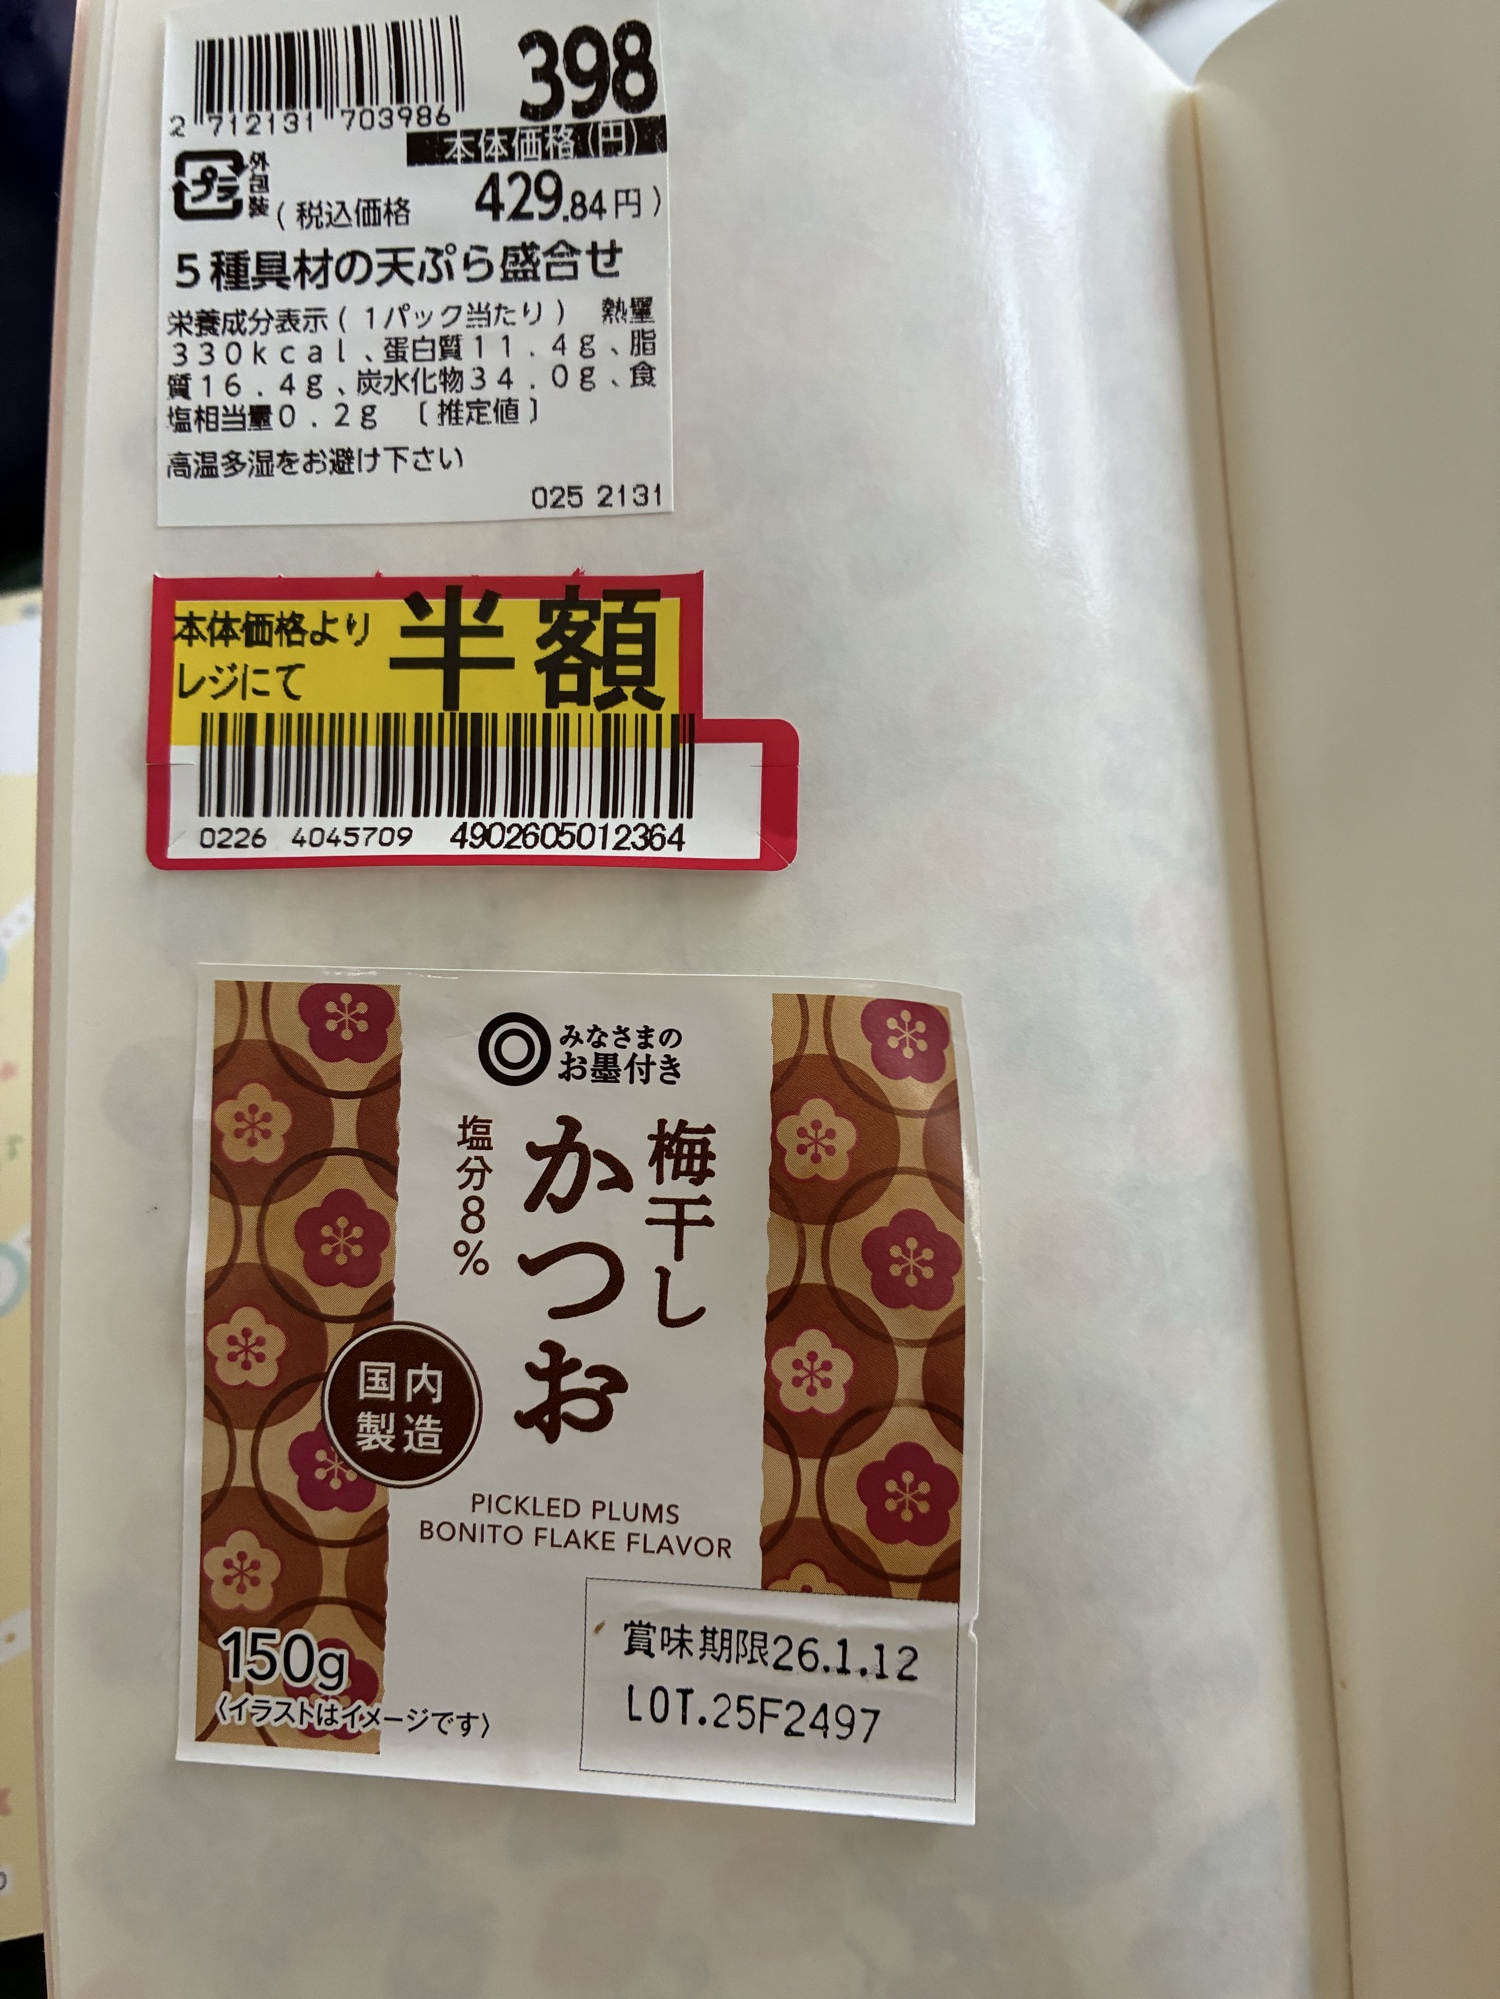 398
2 712131 703986
本体価格(円)
プラ
外包装
(税込価格 429.84円)
5種具材の天ぷら盛合せ
栄養成分表示(1パック当たり) 熱量
330kcal、蛋白質11.4g、脂
質16.4g、炭水化物34.0g、食
塩相当量0.2g 〔推定値〕
高温多湿をお避け下さい
025 2131
本体価格より
レジにて
半額
0226 4045709 4902605012364
みなさまの
お墨付き
梅干し
かつお
塩分8%
国内
製造
PICKLED PLUMS
BONITO FLAKE FLAVOR
150g
〈イラストはイメージです〉
賞味期限26.1.12
LOT.25F2497